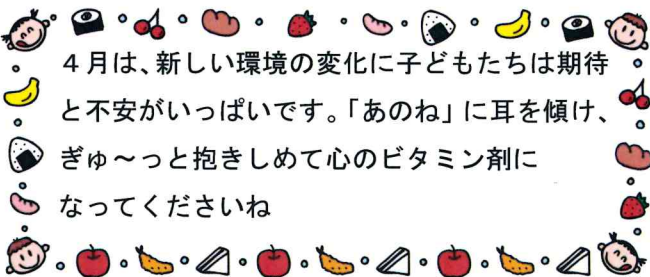 ４月は、新しい環境の変化に子どもたちは期待
と不安がいっぱいです。「あのね」に耳を傾け、
ぎゅ～っと抱きしめて心のビタミン剤に
なってくださいね